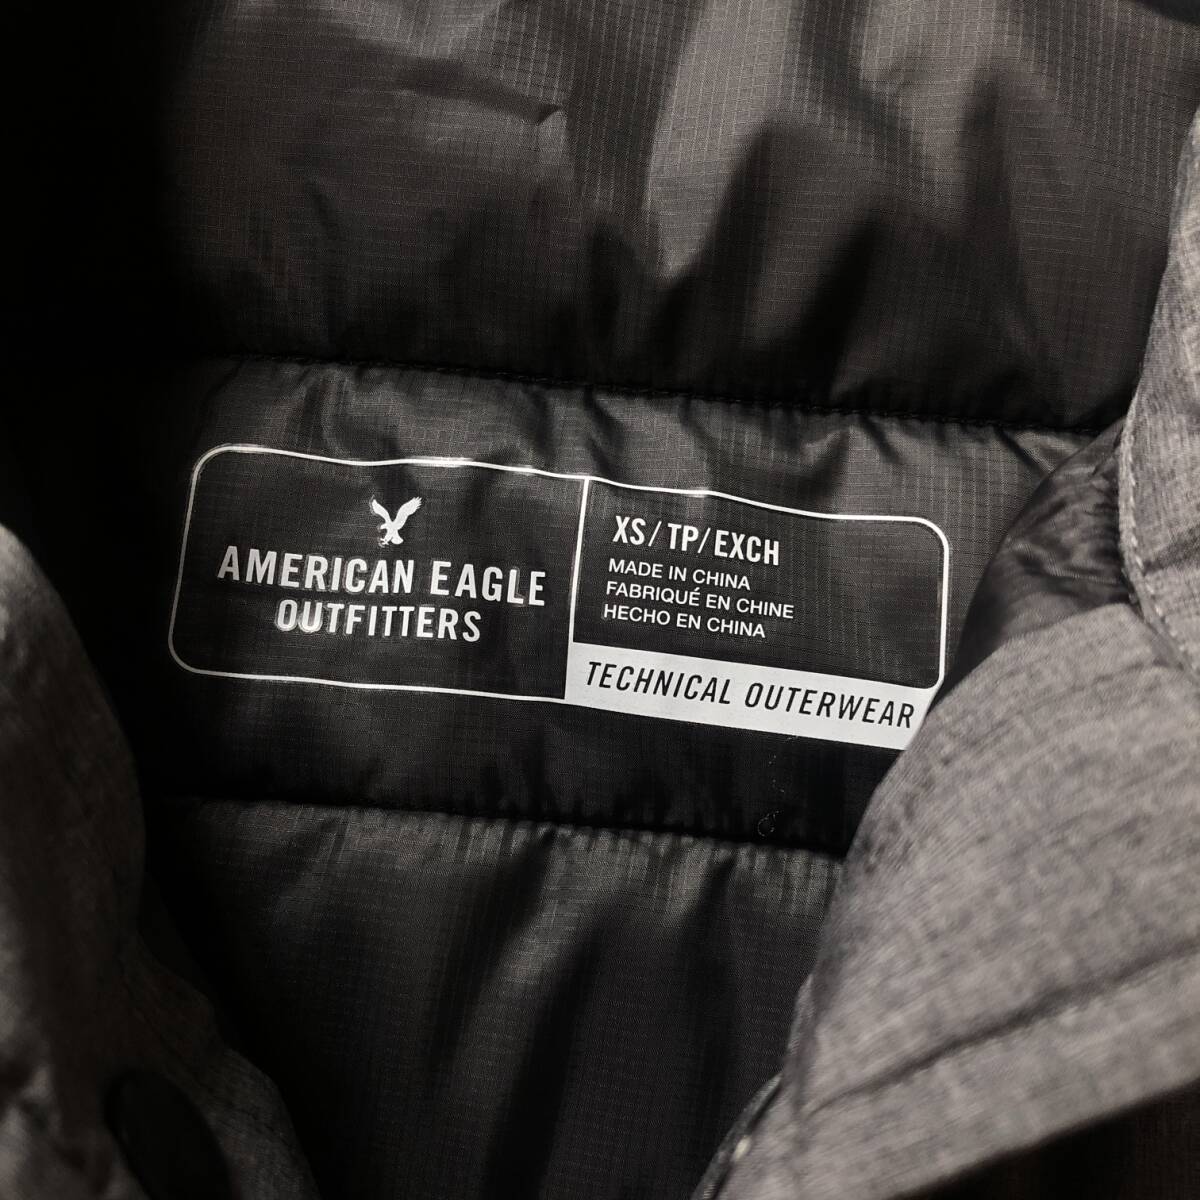 AMERICAN EAGLE
OUTFITTERS
XS/TP/EXCH
MADE IN CHINA
FABRIQUÉ EN CHINE
HECHO EN CHINA
TECHNICAL OUTERWEAR